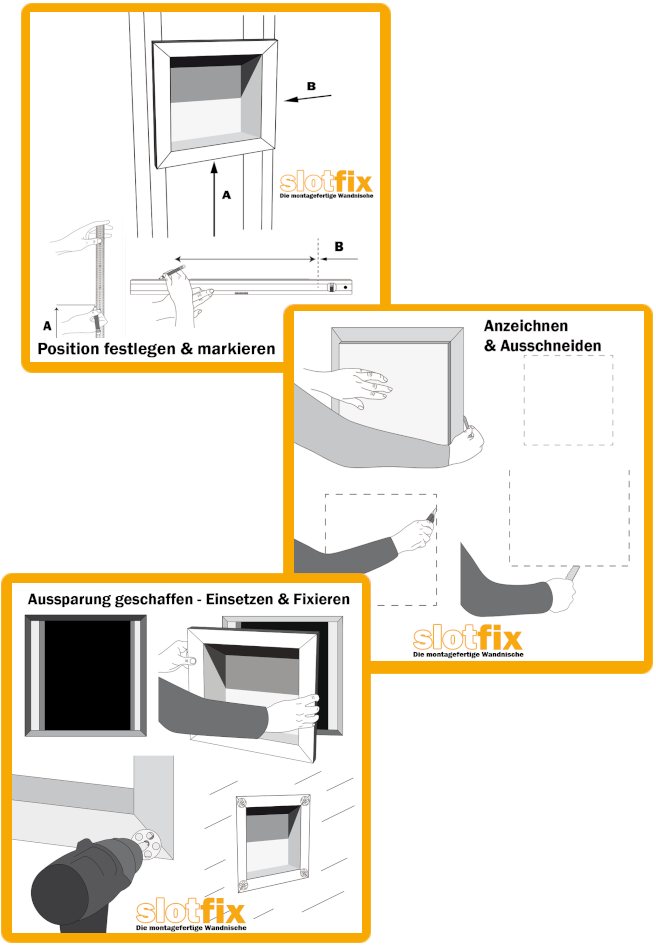 B
A
slotfix
Die montagefertige Wandnische
B
A
Position festlegen & markieren
Anzeichnen
& Ausschneiden
slotfix
Die montagefertige Wandnische
Aussparung geschaffen - Einsetzen & Fixieren
slotfix
Die montagefertige Wandnische